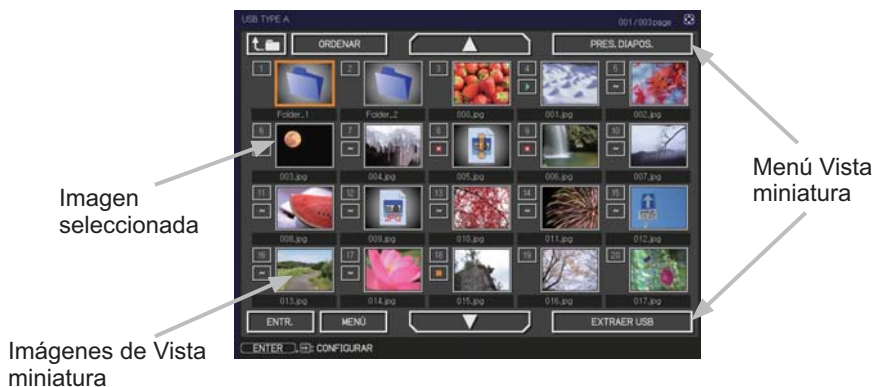 USB TYPE A 001/003page
ORDENAR PRES. DIAPOS.
1 2 3 4 5
Folder_1 Folder_2 000.jpg 001.jpg 002.jpg
6 7 8 9 10
003.jpg 004.jpg 005.jpg 006.jpg 007.jpg
11 12 13 14 15
008.jpg 009.jpg 010.jpg 011.jpg 012.jpg
16 17 18 19 20
013.jpg 014.jpg 015.jpg 016.jpg 017.jpg
ENTR. MENÚ EXTRAER USB
ENTER , : CONFIGURAR
Imagen
seleccionada
Imágenes de Vista
miniatura
Menú Vista
miniatura